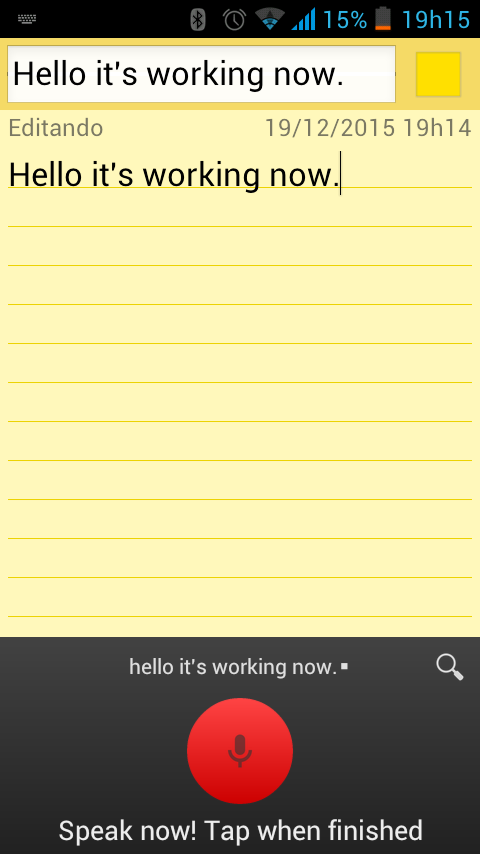 15% 19h15
Hello it's working now.
Editando 19/12/2015 19h14
Hello it's working now.
hello it's working now.
Speak now! Tap when finished